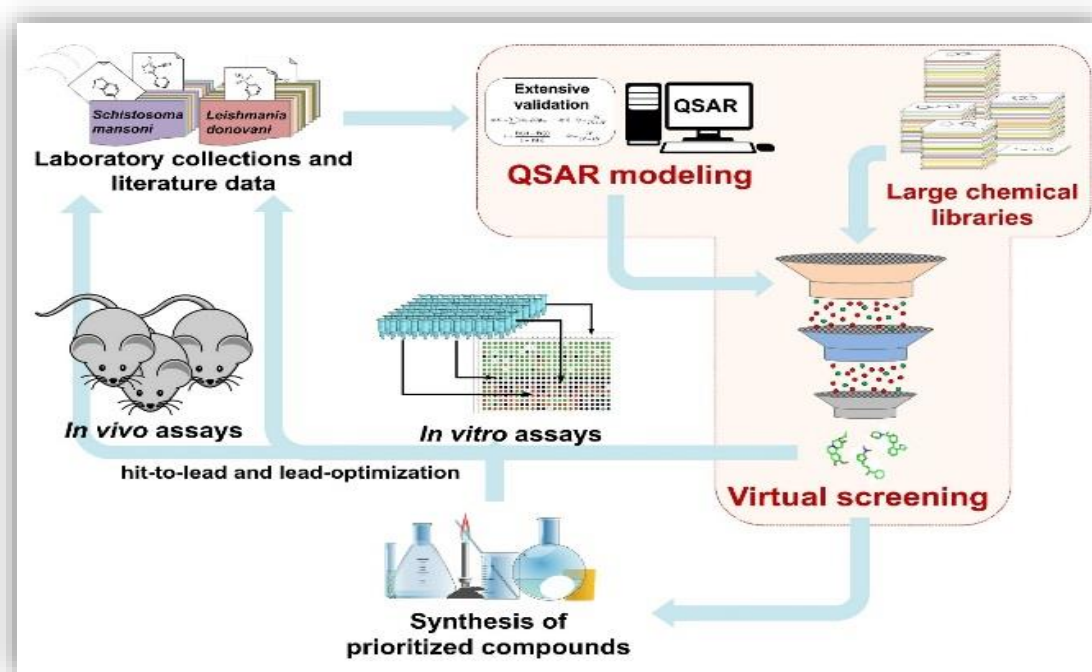 Schistosoma
mansoni
Leishmania
donovani
Laboratory collections and
literature data
Extensive
validation
QSAR
QSAR modeling
Large chemical
libraries
In vivo assays
In vitro assays
hit-to-lead and lead-optimization
Virtual screening
Synthesis of
prioritized compounds